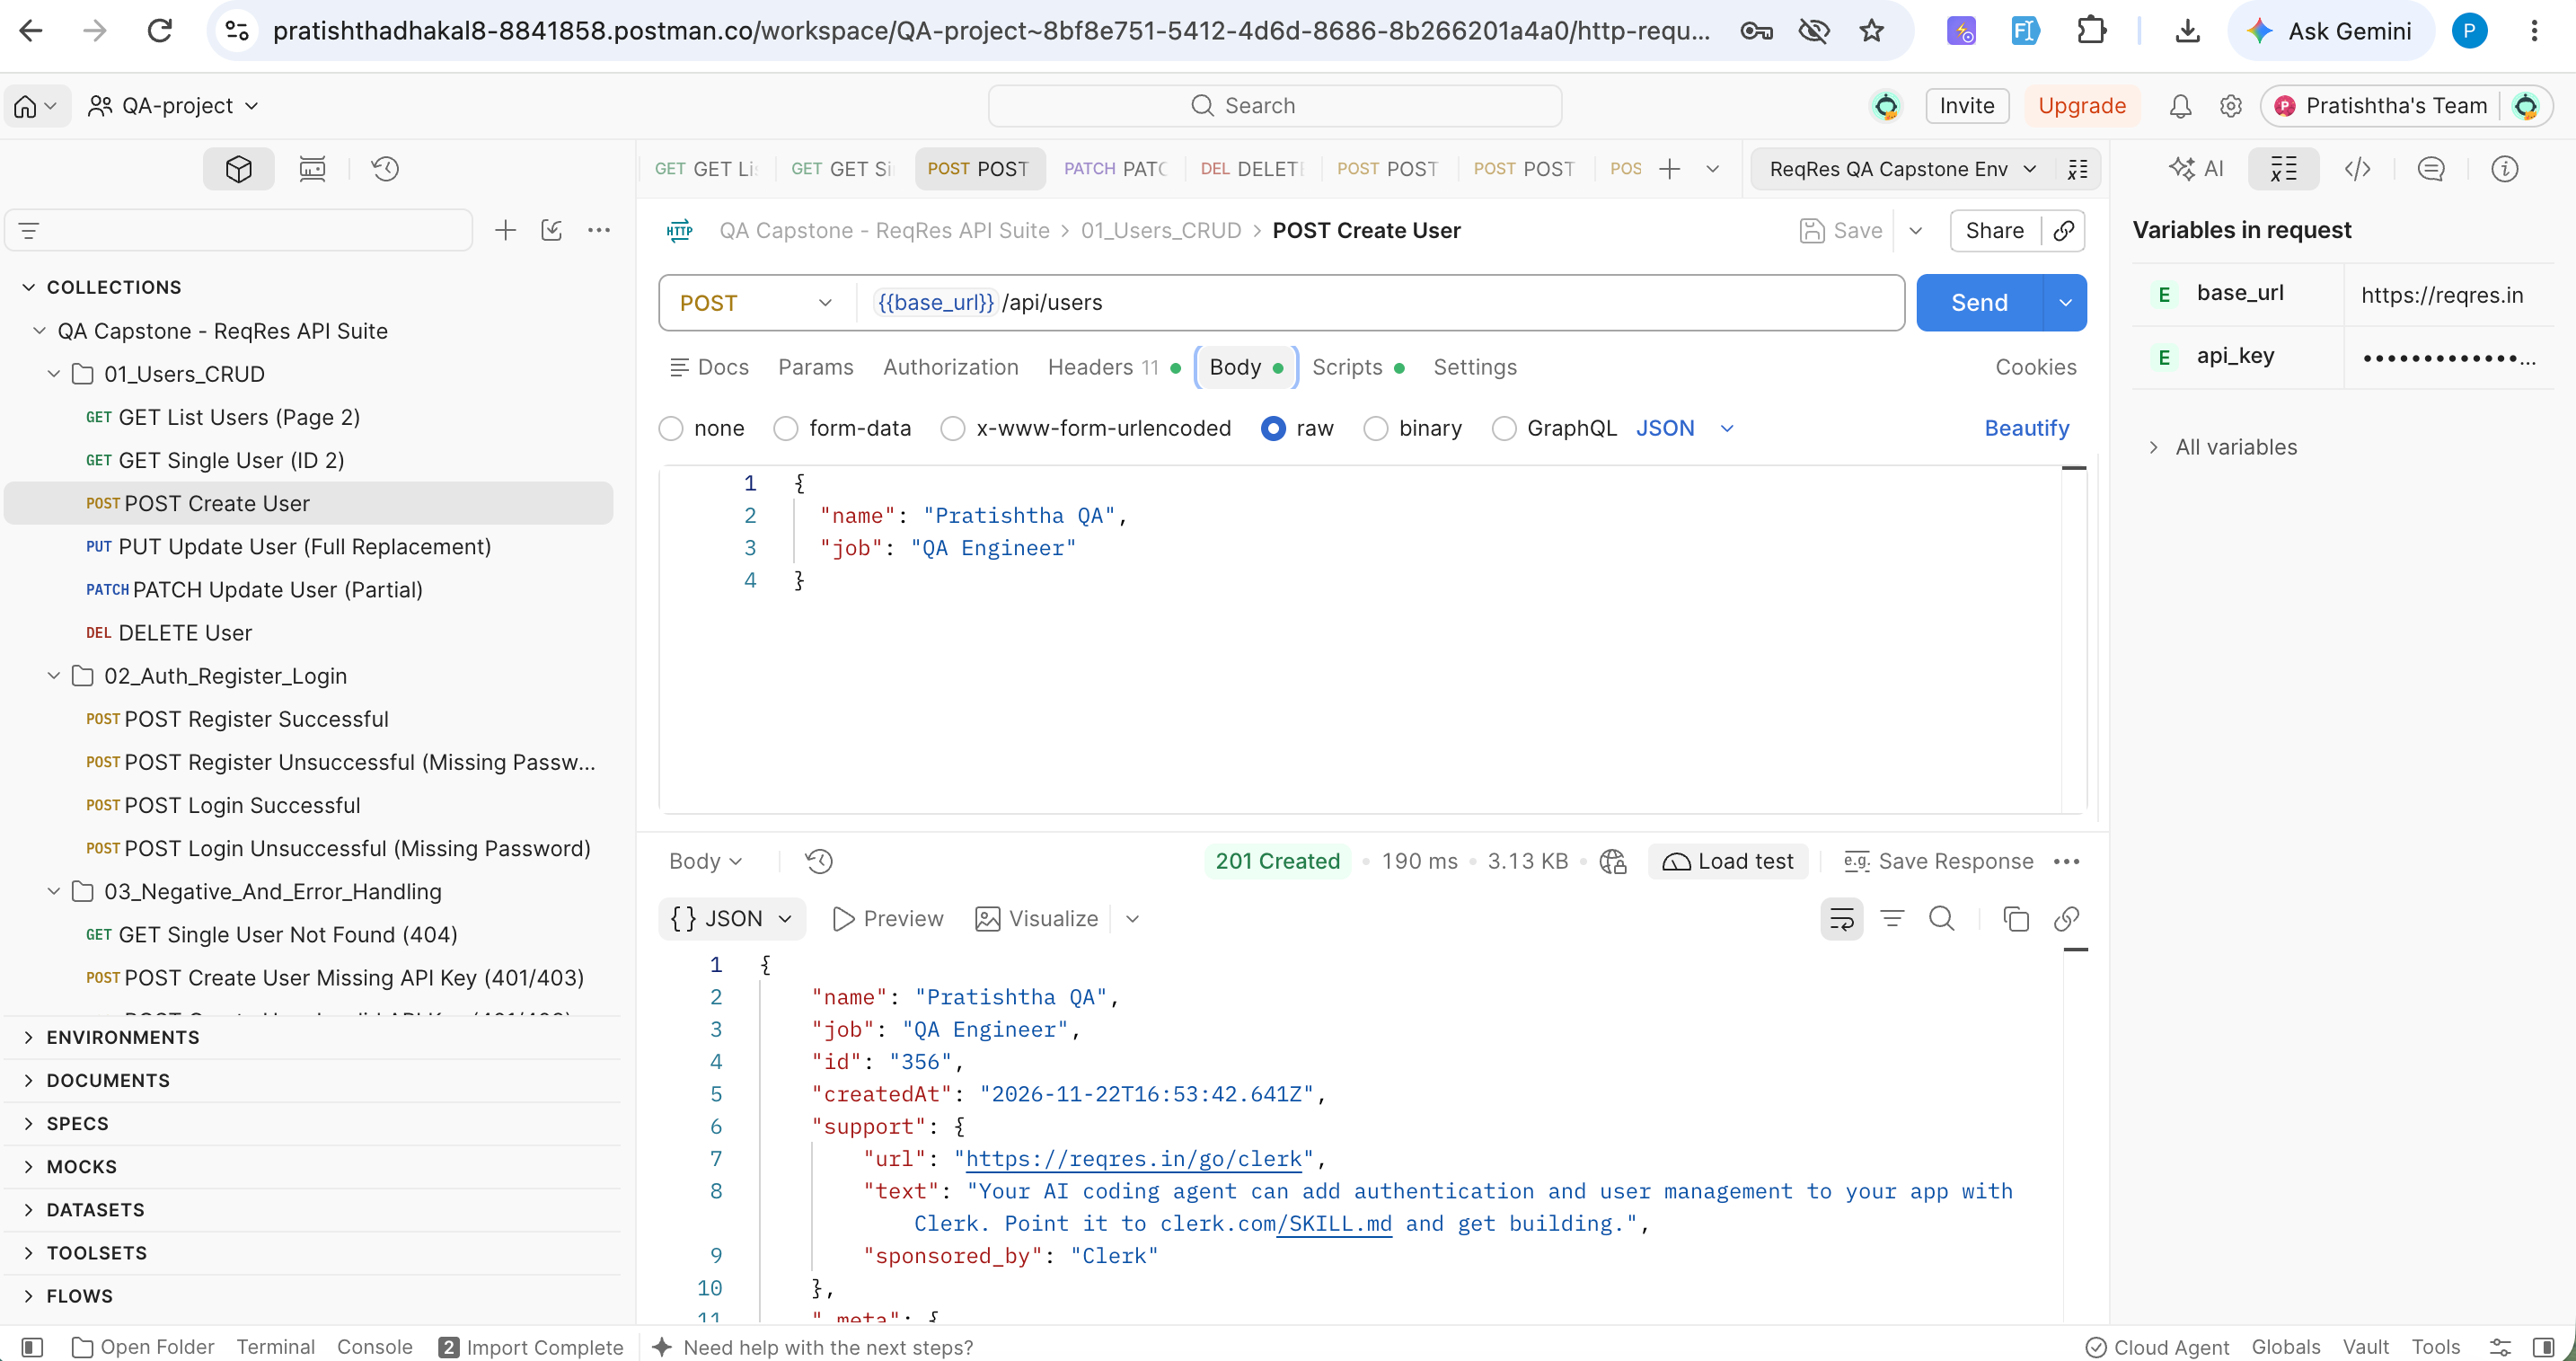 pratishthadhakal8-8841858.postman.co/workspace/QA-project~8bf8e751-5412-4d6d-8686-8b266201a4a0/http-requ...
Ask Gemini
P
QA-project
Search
Invite
Upgrade
P
Pratishtha's Team
GET GET Li
GET GET Si
POST POST
PATCH PATC
DEL DELETE
POST POST
POST POST
POS
ReqRes QA Capstone Env
AI
COLLECTIONS
QA Capstone - ReqRes API Suite
01_Users_CRUD
GET GET List Users (Page 2)
GET GET Single User (ID 2)
POST POST Create User
PUT PUT Update User (Full Replacement)
PATCH PATCH Update User (Partial)
DEL DELETE User
02_Auth_Register_Login
POST POST Register Successful
POST POST Register Unsuccessful (Missing Passw...
POST POST Login Successful
POST POST Login Unsuccessful (Missing Password)
03_Negative_And_Error_Handling
GET GET Single User Not Found (404)
POST POST Create User Missing API Key (401/403)
ENVIRONMENTS
DOCUMENTS
SPECS
MOCKS
DATASETS
TOOLSETS
FLOWS
HTTP
QA Capstone - ReqRes API Suite > 01_Users_CRUD > POST Create User
Save
Share
POST
{{base_url}} /api/users
Send
Docs
Params
Authorization
Headers 11
Body
Scripts
Settings
Cookies
none
form-data
x-www-form-urlencoded
raw
binary
GraphQL
JSON
Beautify
1 {
2 "name": "Pratishtha QA",
3 "job": "QA Engineer"
4 }
Body
201 Created
190 ms
3.13 KB
Load test
e.g. Save Response
{} JSON
Preview
Visualize
1 {
2 "name": "Pratishtha QA",
3 "job": "QA Engineer",
4 "id": "356",
5 "createdAt": "2026-11-22T16:53:42.641Z",
6 "support": {
7 "url": "https://reqres.in/go/clerk",
8 "text": "Your AI coding agent can add authentication and user management to your app with
Clerk. Point it to clerk.com/SKILL.md and get building.",
9 "sponsored_by": "Clerk"
10 },
11 "_meta": {
Variables in request
E base_url https://reqres.in
E api_key ••••••••••••••...
All variables
Open Folder
Terminal
Console
2 Import Complete
Need help with the next steps?
Cloud Agent
Globals
Vault
Tools